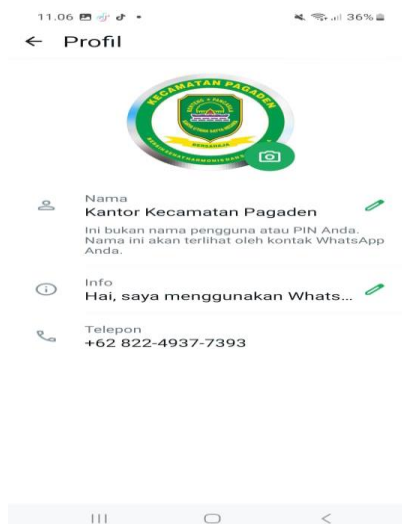 11.06
36%
Profil
KECAMATAN PAGADEN
BERSAHAJA
Nama
Kantor Kecamatan Pagaden
Ini bukan nama pengguna atau PIN Anda.
Nama ini akan terlihat oleh kontak WhatsApp
Anda.
Info
Hai, saya menggunakan Whats...
Telepon
+62 822-4937-7393